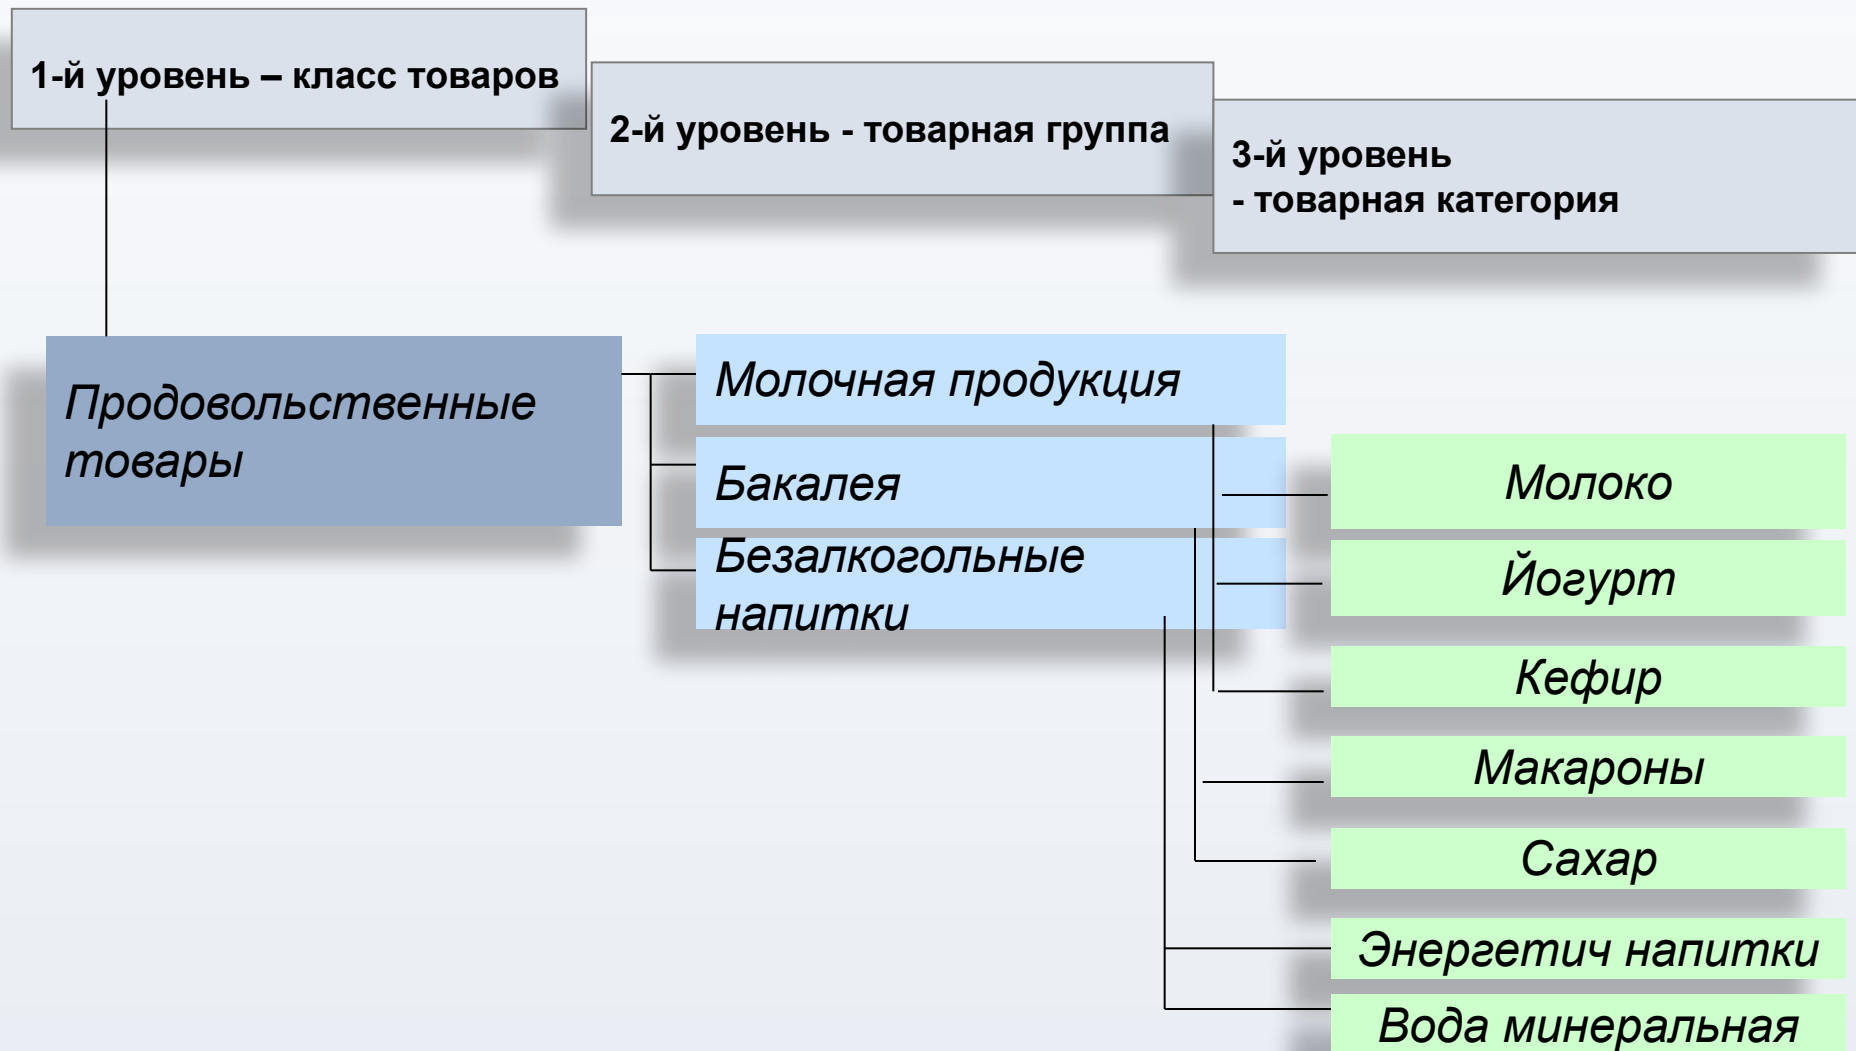 1-й уровень – класс товаров
2-й уровень - товарная группа
3-й уровень
- товарная категория
Продовольственные
товары
Молочная продукция
Бакалея
Безалкогольные
напитки
Молоко
Йогурт
Кефир
Макароны
Сахар
Энергетич напитки
Вода минеральная